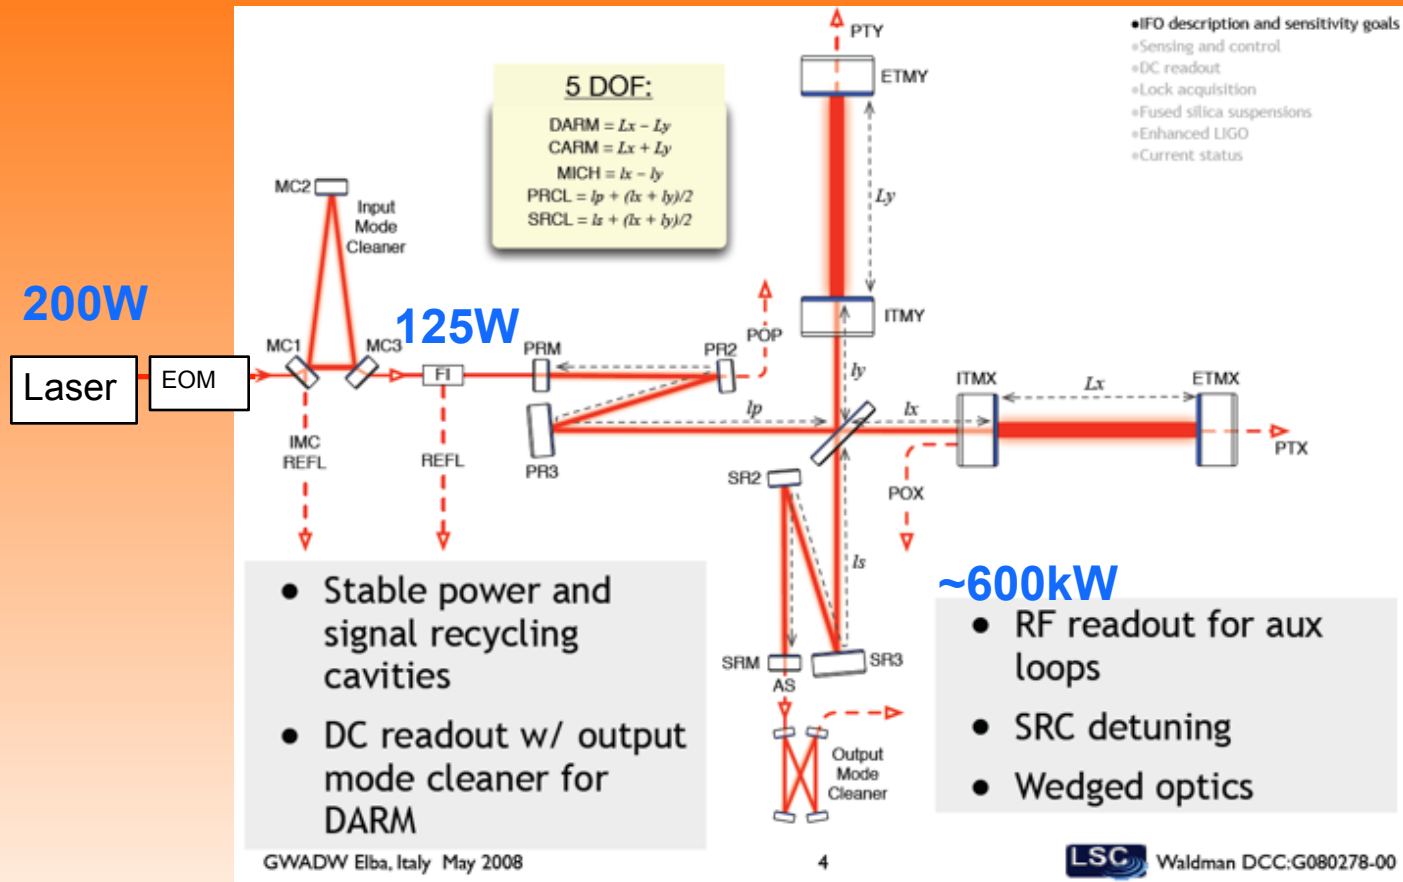 ●IFO description and sensitivity goals
●Sensing and control
●DC readout
●Lock acquisition
●Fused silica suspensions
●Enhanced LIGO
●Current status
5 DOF:
DARM = Lx – Ly
CARM = Lx + Ly
MICH = lx – ly
PRCL = lp + (lx + ly)/2
SRCL = ls + (lx + ly)/2
PTY
ETMY
Ly
ITMY
ly
MC2
Input
Mode
Cleaner
200W
125W
Laser
EOM
MC1
MC3
FI
PRM
PR2
POP
IMC
REFL
REFL
PR3
lp
lx
ITMX
Lx
ETMX
PTX
POX
SR2
ls
SRM
SR3
AS
Output
Mode
Cleaner
~600kW
● Stable power and
signal recycling
cavities
● DC readout w/ output
mode cleaner for
DARM
● RF readout for aux
loops
● SRC detuning
● Wedged optics
GWADW Elba, Italy May 2008
4
LSC
Waldman DCC:G080278-00